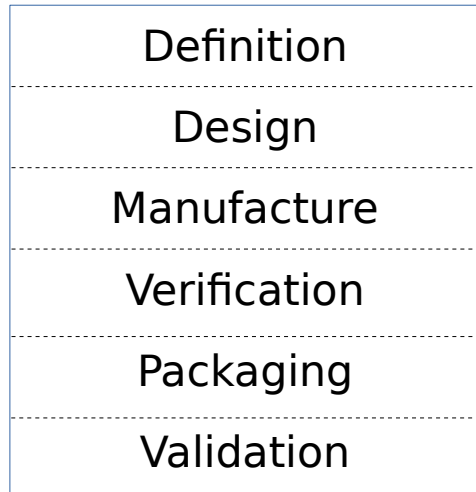 Definition
Design
Manufacture
Verification
Packaging
Validation